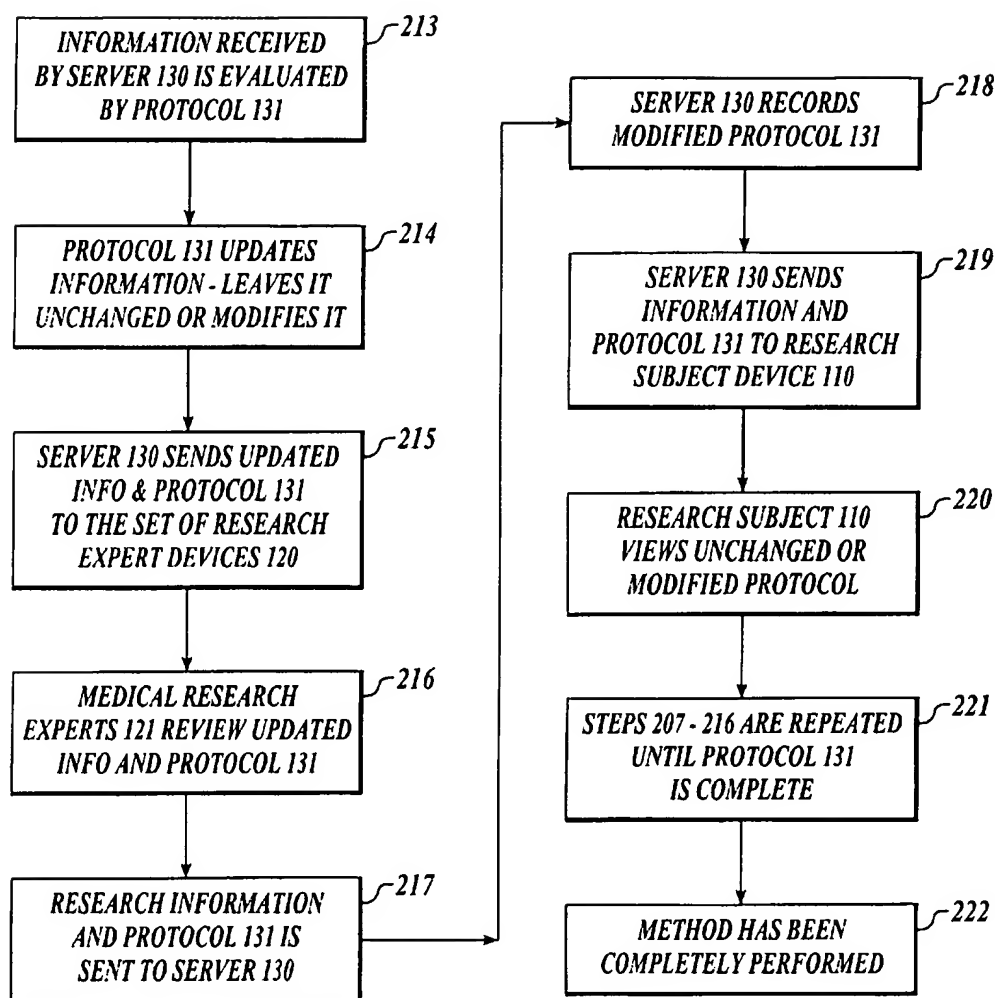 INFORMATION RECEIVED
BY SERVER 130 IS EVALUATED
BY PROTOCOL 131
213
PROTOCOL 131 UPDATES
INFORMATION - LEAVES IT
UNCHANGED OR MODIFIES IT
214
SERVER 130 SENDS UPDATED
INFO & PROTOCOL 131
TO THE SET OF RESEARCH
EXPERT DEVICES 120
215
MEDICAL RESEARCH
EXPERTS 121 REVIEW UPDATED
INFO AND PROTOCOL 131
216
RESEARCH INFORMATION
AND PROTOCOL 131 IS
SENT TO SERVER 130
217
SERVER 130 RECORDS
MODIFIED PROTOCOL 131
218
SERVER 130 SENDS
INFORMATION AND
PROTOCOL 131 TO RESEARCH
SUBJECT DEVICE 110
219
RESEARCH SUBJECT 110
VIEWS UNCHANGED OR
MODIFIED PROTOCOL
220
STEPS 207 - 216 ARE REPEATED
UNTIL PROTOCOL 131
IS COMPLETE
221
METHOD HAS BEEN
COMPLETELY PERFORMED
222